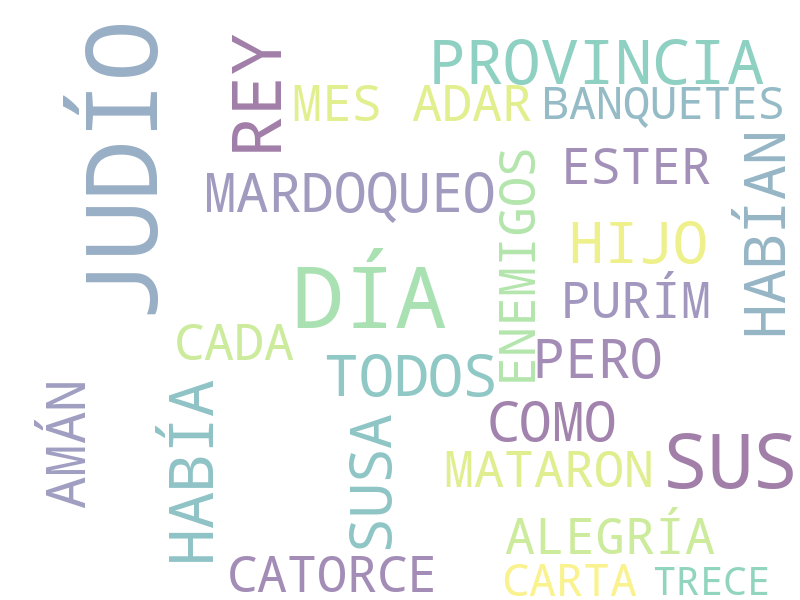 JUDÍO
REY
PROVINCIA
MES ADAR
BANQUETES
MARDOQUEO
ENEMIGOS
ESTER
HABÍAN
HIJO
DÍA
PURÍM
CADA
TODOS
PERO
AMÁN
HABÍA
SUSA
COMO
MATARON
SUS
ALEGRÍA
CATORCE
CARTA
TRECE